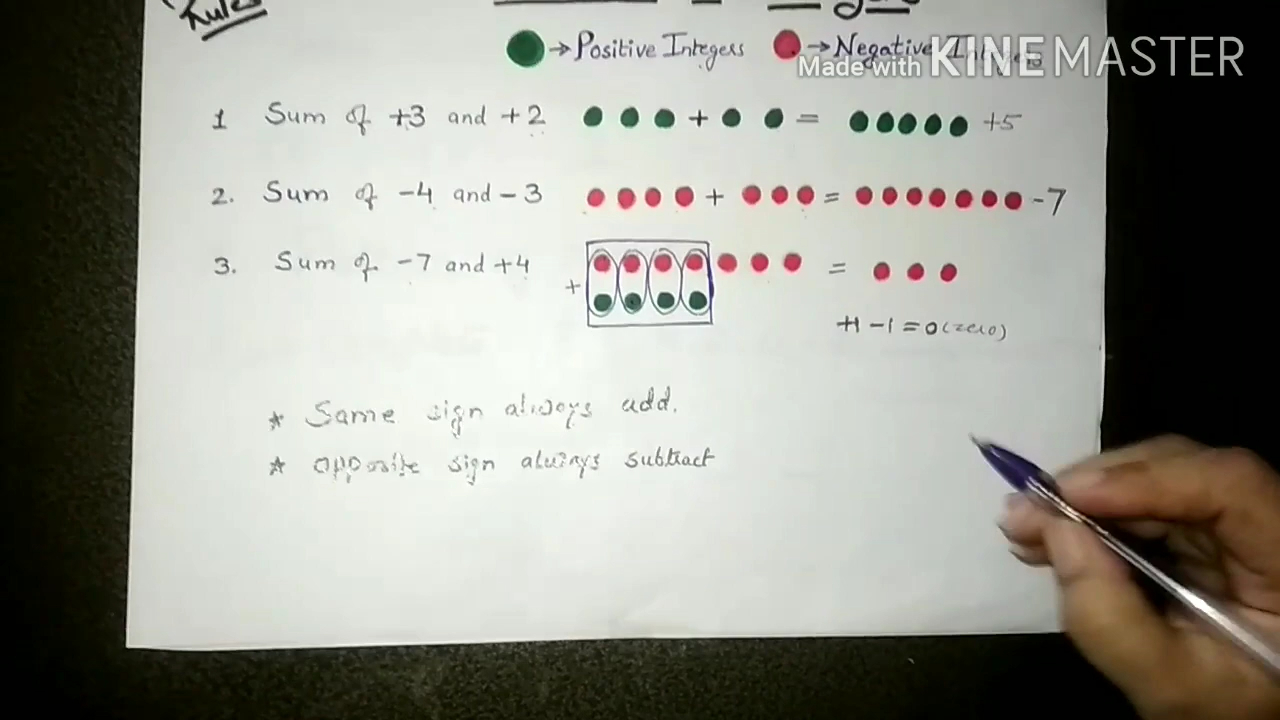 Rules
→ Positive Integers → Negative Integers
Made with KINEMASTER
1 Sum of +3 and +2 + = +5
2. Sum of -4 and -3 + = -7
3. Sum of -7 and +4 + =
+1 -1 = 0 (zero)
* Same sign always add.
* opposite sign always subtract